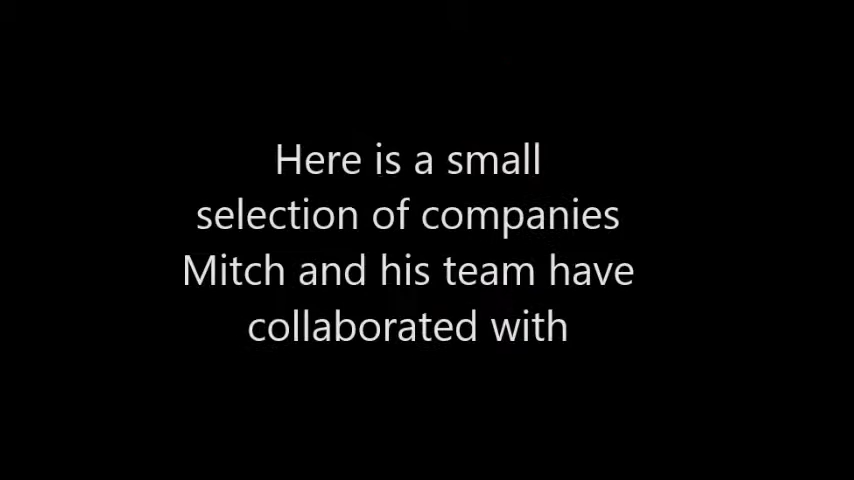 Here is a small
selection of companies
Mitch and his team have
collaborated with